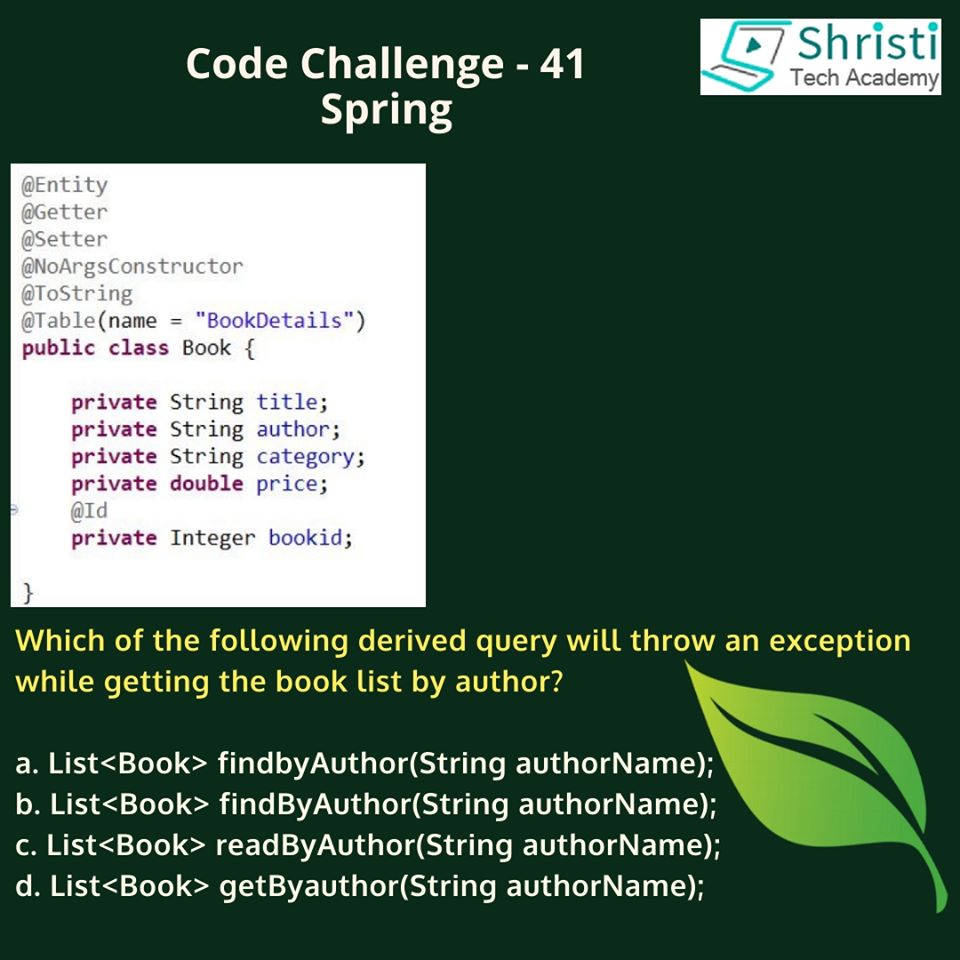 Code Challenge - 41
Spring
Shristi
Tech Academy
@Entity
@Getter
@Setter
@NoArgsConstructor
@ToString
@Table(name = "BookDetails")
public class Book {
private String title;
private String author;
private String category;
private double price;
@Id
private Integer bookid;
}
Which of the following derived query will throw an exception
while getting the book list by author?
a. List<Book> findbyAuthor(String authorName);
b. List<Book> findByAuthor(String authorName);
c. List<Book> readByAuthor(String authorName);
d. List<Book> getByauthor(String authorName);